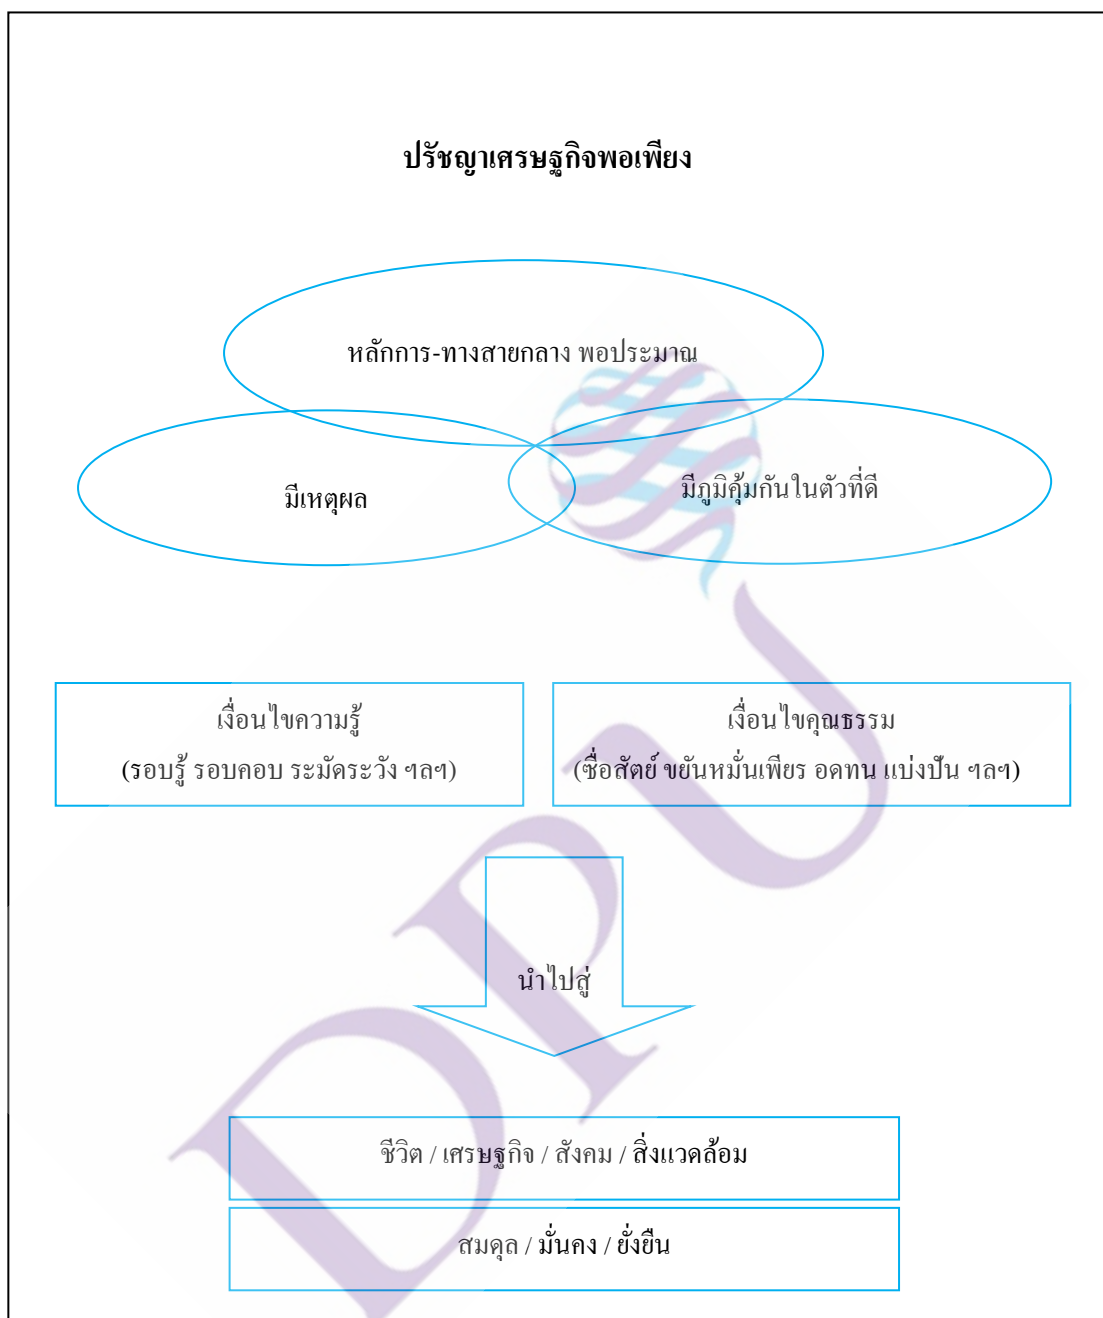 ปรัชญาเศรษฐกิจพอเพียง
หลักการ-ทางสายกลาง พอประมาณ
มีเหตุผล
มีภูมิคุ้มกันในตัวที่ดี
เงื่อนไขความรู้
(รอบรู้ รอบคอบ ระมัดระวัง ฯลฯ)
เงื่อนไขคุณธรรม
(ซื่อสัตย์ ขยันหมั่นเพียร อดทน แบ่งปัน ฯลฯ)
นำไปสู่
ชีวิต / เศรษฐกิจ / สังคม / สิ่งแวดล้อม
สมดุล / มั่นคง / ยั่งยืน
DPU